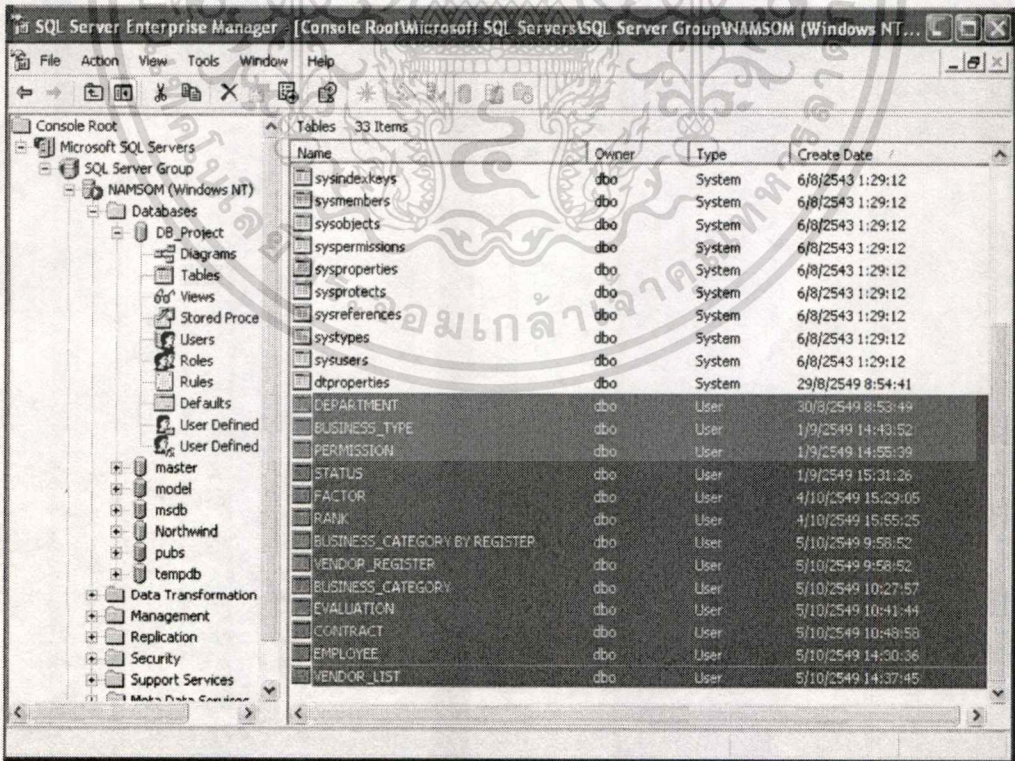 SQL Server Enterprise Manager - [Console Root\Microsoft SQL Servers\SQL Server Group\NAMSOM (Windows NT...
File Action View Tools Window Help
Console Root
Microsoft SQL Servers
SQL Server Group
NAMSOM (Windows NT)
Databases
DB_Project
Diagrams
Tables
Views
Stored Proce
Users
Roles
Rules
Defaults
User Defined
User Defined
master
model
msdb
Northwind
pubs
tempdb
Data Transformation
Management
Replication
Security
Support Services
Meta Data Services
Tables 33 Items
Name Owner Type Create Date
sysindexkeys dbo System 6/8/2543 1:29:12
sysmembers dbo System 6/8/2543 1:29:12
sysobjects dbo System 6/8/2543 1:29:12
syspermissions dbo System 6/8/2543 1:29:12
sysproperties dbo System 6/8/2543 1:29:12
sysprotects dbo System 6/8/2543 1:29:12
sysreferences dbo System 6/8/2543 1:29:12
systypes dbo System 6/8/2543 1:29:12
sysusers dbo System 6/8/2543 1:29:12
dtproperties dbo System 29/8/2549 8:54:41
DEPARTMENT dbo User 30/8/2549 8:53:49
BUSINESS_TYPE dbo User 1/9/2549 14:43:52
PERMISSION dbo User 1/9/2549 14:55:39
STATUS dbo User 1/9/2549 15:31:26
FACTOR dbo User 4/10/2549 15:29:05
RANK dbo User 4/10/2549 15:55:25
BUSINESS_CATEGORY BY REGISTER dbo User 5/10/2549 9:58:52
VENDOR_REGISTER dbo User 5/10/2549 9:58:52
BUSINESS_CATEGORY dbo User 5/10/2549 10:27:57
EVALUATION dbo User 5/10/2549 10:41:44
CONTRACT dbo User 5/10/2549 10:48:58
EMPLOYEE dbo User 5/10/2549 14:30:36
VENDOR_LIST dbo User 5/10/2549 14:37:45